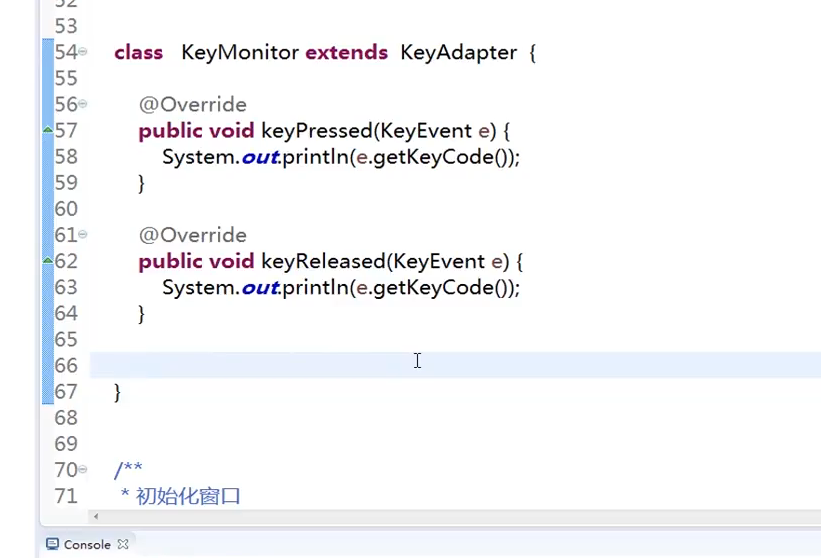 52
53
54 class KeyMonitor extends KeyAdapter {
55
56 @Override
57 public void keyPressed(KeyEvent e) {
58 System.out.println(e.getKeyCode());
59 }
60
61 @Override
62 public void keyReleased(KeyEvent e) {
63 System.out.println(e.getKeyCode());
64 }
65
66
67 }
68
69
70 /**
71 * 初始化窗口
Console